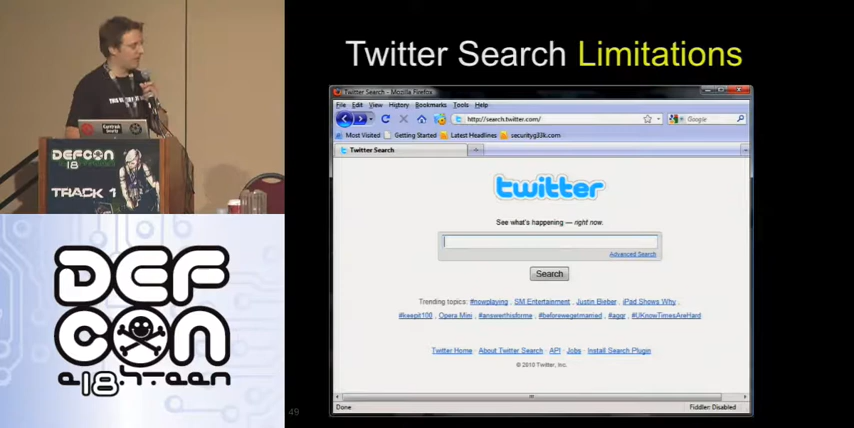 Twitter Search Limitations
Twitter Search - Mozilla Firefox
File Edit View History Bookmarks Tools Help
http://search.twitter.com/
Google
Most Visited Getting Started Latest Headlines securityg33k.com
Twitter Search
twitter
See what's happening — right now.
Advanced Search
Search
Trending topics: #nowplaying , SM Entertainment , Justin Bieber , iPad Shows Why ,
#keepit100 , Opera Mini , #answerthisforme , #beforewegetmarried , #aggr , #UKnowTimesAreHard
Twitter Home · About Twitter Search · API · Jobs · Install Search Plugin
© 2010 Twitter, Inc.
Done
Fiddler: Disabled
49
DEFCON
18
TRACK 1
DEF
CON
e18hteen